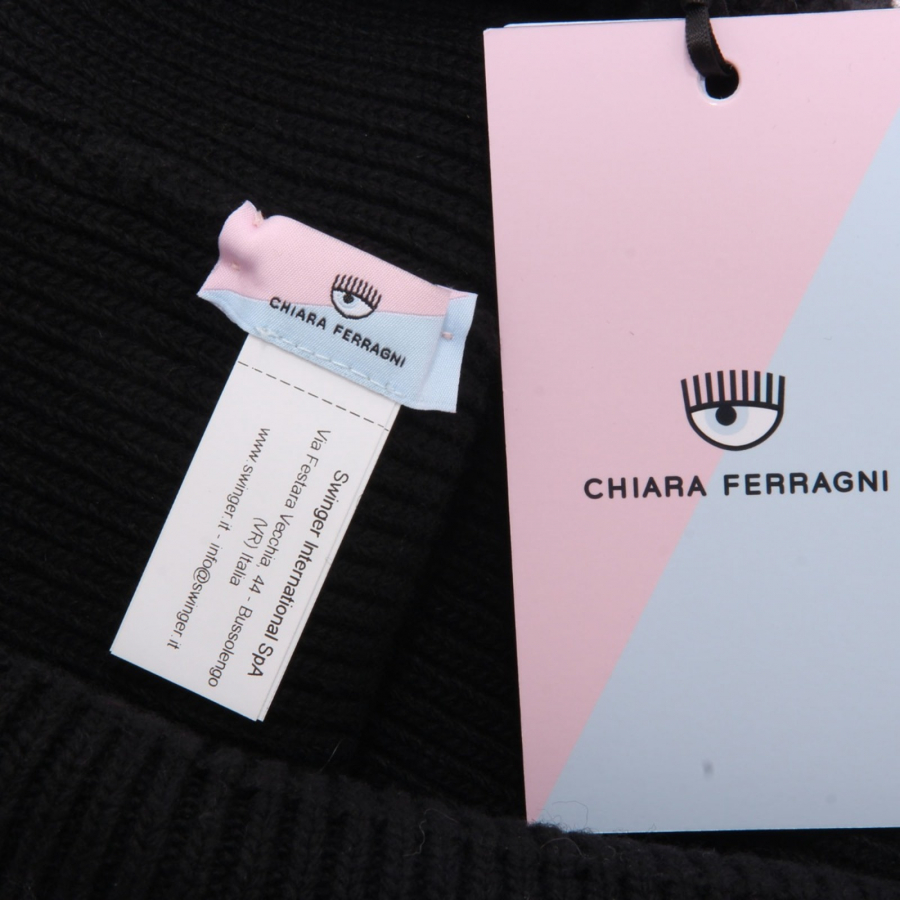 CHIARA FERRAGNI
Swinger International SpA
Via Festara Vecchia, 44 - Bussolengo
(VR) Italia
www.swinger.it - info@swinger.it
CHIARA FERRAGNI